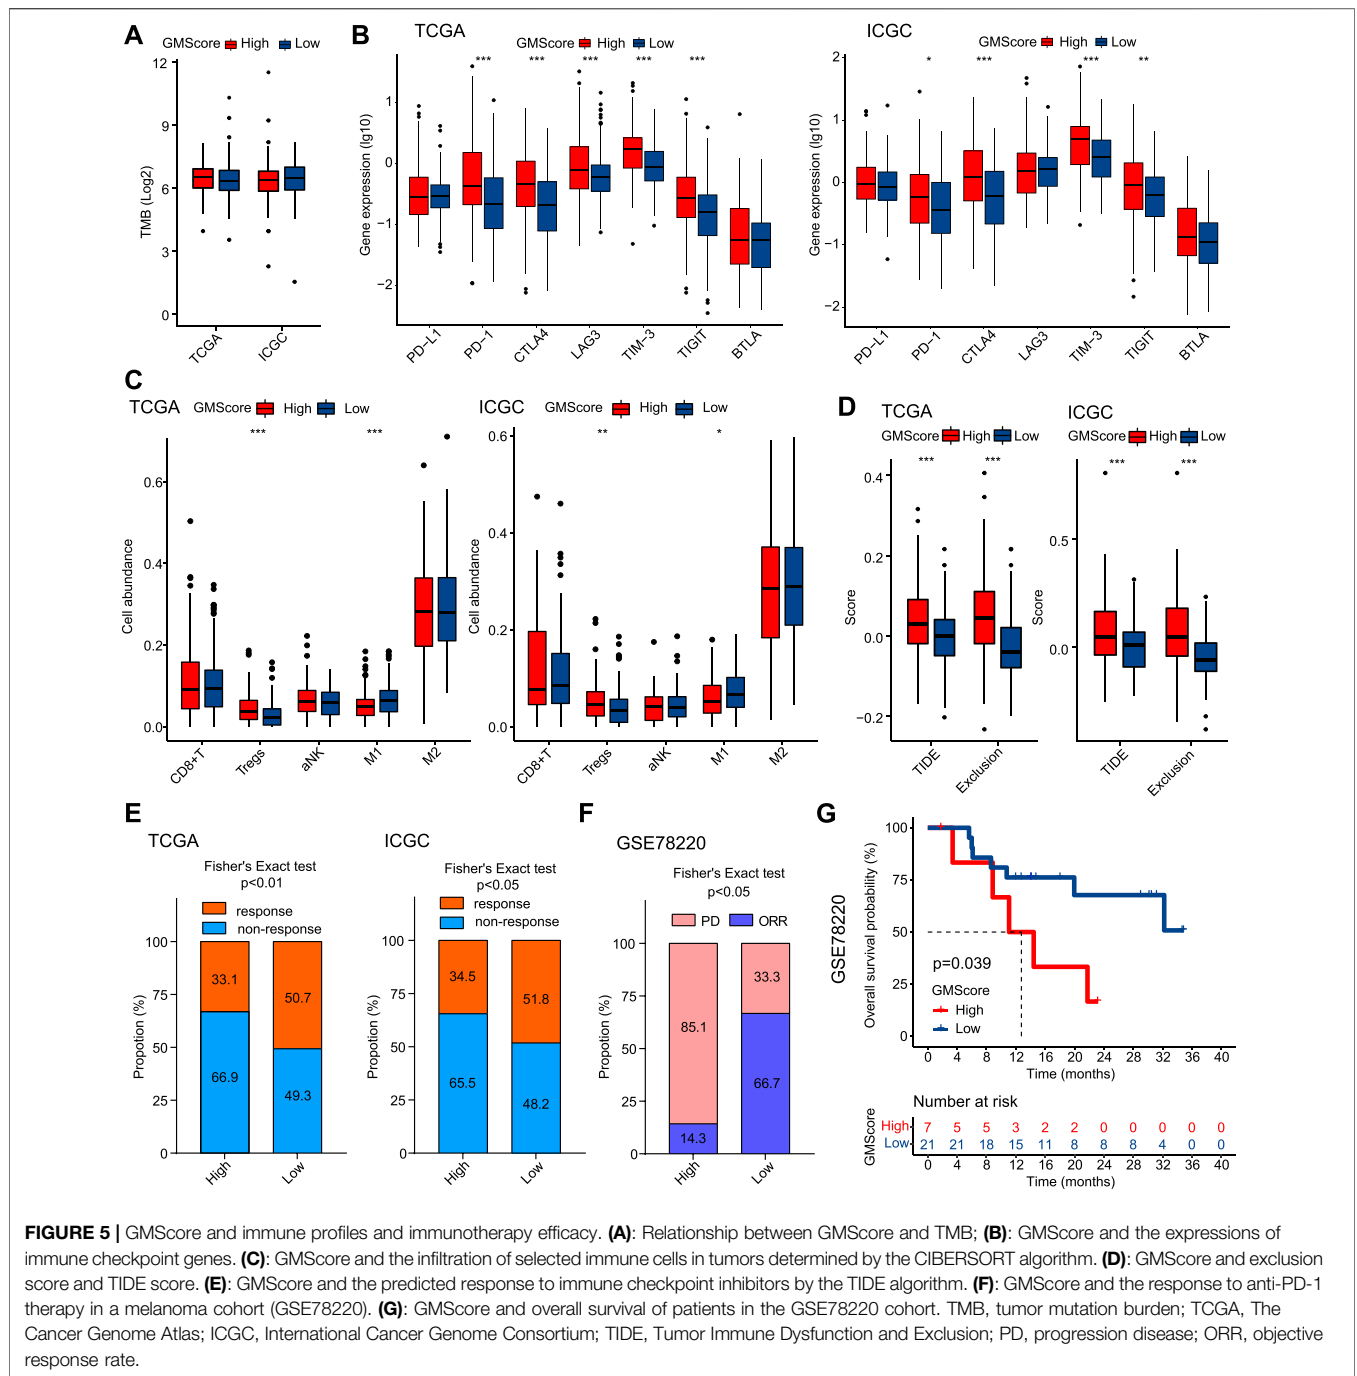 A
GMScore High Low
TMB (Log2)
12
9
6
3
0
TCGA
ICGC
B
TCGA
GMScore High Low
*** *** *** *** ***
Gene expression (lg10)
1
0
−1
−2
PD−L1
PD−1
CTLA4
LAG3
TIM−3
TIGIT
BTLA
ICGC
GMScore High Low
* *** *** **
Gene expression (lg10)
2
1
0
−1
−2
PD−L1
PD−1
CTLA4
LAG3
TIM−3
TIGIT
BTLA
C
TCGA
GMScore High Low
*** ***
Cell abundance
0.6
0.4
0.2
0.0
CD8+T
Tregs
aNK
M1
M2
ICGC
GMScore High Low
** *
Cell abundance
0.6
0.4
0.2
0.0
CD8+T
Tregs
aNK
M1
M2
D
TCGA
GMScore High Low
*** ***
Score
0.4
0.2
0.0
−0.2
TIDE
Exclusion
ICGC
GMScore High Low
*** ***
Score
0.5
0.0
TIDE
Exclusion
E
TCGA
Fisher's Exact test
p<0.01
response
non-response
Propotion (%)
100
75
50
25
0
33.1
66.9
50.7
49.3
High
Low
ICGC
Fisher's Exact test
p<0.05
response
non-response
Propotion (%)
100
75
50
25
0
34.5
65.5
51.8
48.2
High
Low
F
GSE78220
Fisher's Exact test
p<0.05
PD ORR
Propotion (%)
100
75
50
25
0
85.1
14.3
33.3
66.7
High
Low
G
GSE78220
Overall survival probability (%)
100
75
50
25
0
p=0.039
GMScore
High
Low
0 4 8 12 16 20 24 28 32 36 40
Time (months)
Number at risk
GMScore
High 7 5 5 3 2 2 0 0 0 0 0
Low 21 21 18 15 11 8 8 8 4 0 0
0 4 8 12 16 20 24 28 32 36 40
Time (months)
FIGURE 5 | GMScore and immune profiles and immunotherapy efficacy. (A): Relationship between GMScore and TMB; (B): GMScore and the expressions of
immune checkpoint genes. (C): GMScore and the infiltration of selected immune cells in tumors determined by the CIBERSORT algorithm. (D): GMScore and exclusion
score and TIDE score. (E): GMScore and the predicted response to immune checkpoint inhibitors by the TIDE algorithm. (F): GMScore and the response to anti-PD-1
therapy in a melanoma cohort (GSE78220). (G): GMScore and overall survival of patients in the GSE78220 cohort. TMB, tumor mutation burden; TCGA, The
Cancer Genome Atlas; ICGC, International Cancer Genome Consortium; TIDE, Tumor Immune Dysfunction and Exclusion; PD, progression disease; ORR, objective
response rate.